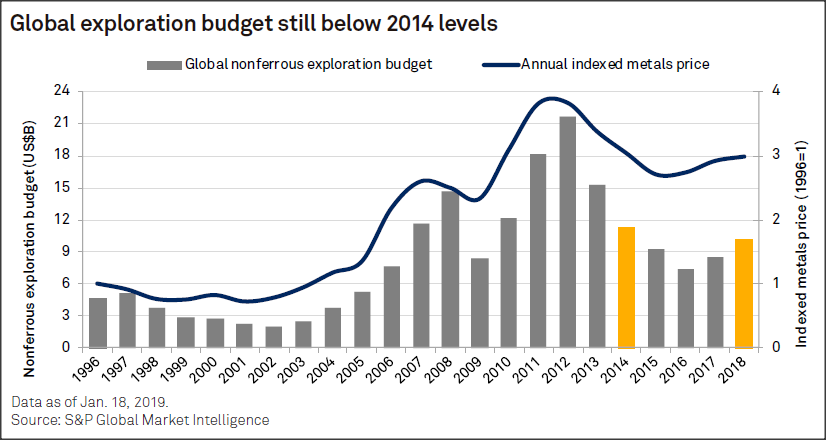 Global exploration budget still below 2014 levels
Global nonferrous exploration budget
Annual indexed metals price
Nonferrous exploration budget (US$B)
24
21
18
15
12
9
6
3
0
4
3
2
1
0
Indexed metals price (1996=1)
1996 1997 1998 1999 2000 2001 2002 2003 2004 2005 2006 2007 2008 2009 2010 2011 2012 2013 2014 2015 2016 2017 2018
Data as of Jan. 18, 2019.
Source: S&P Global Market Intelligence